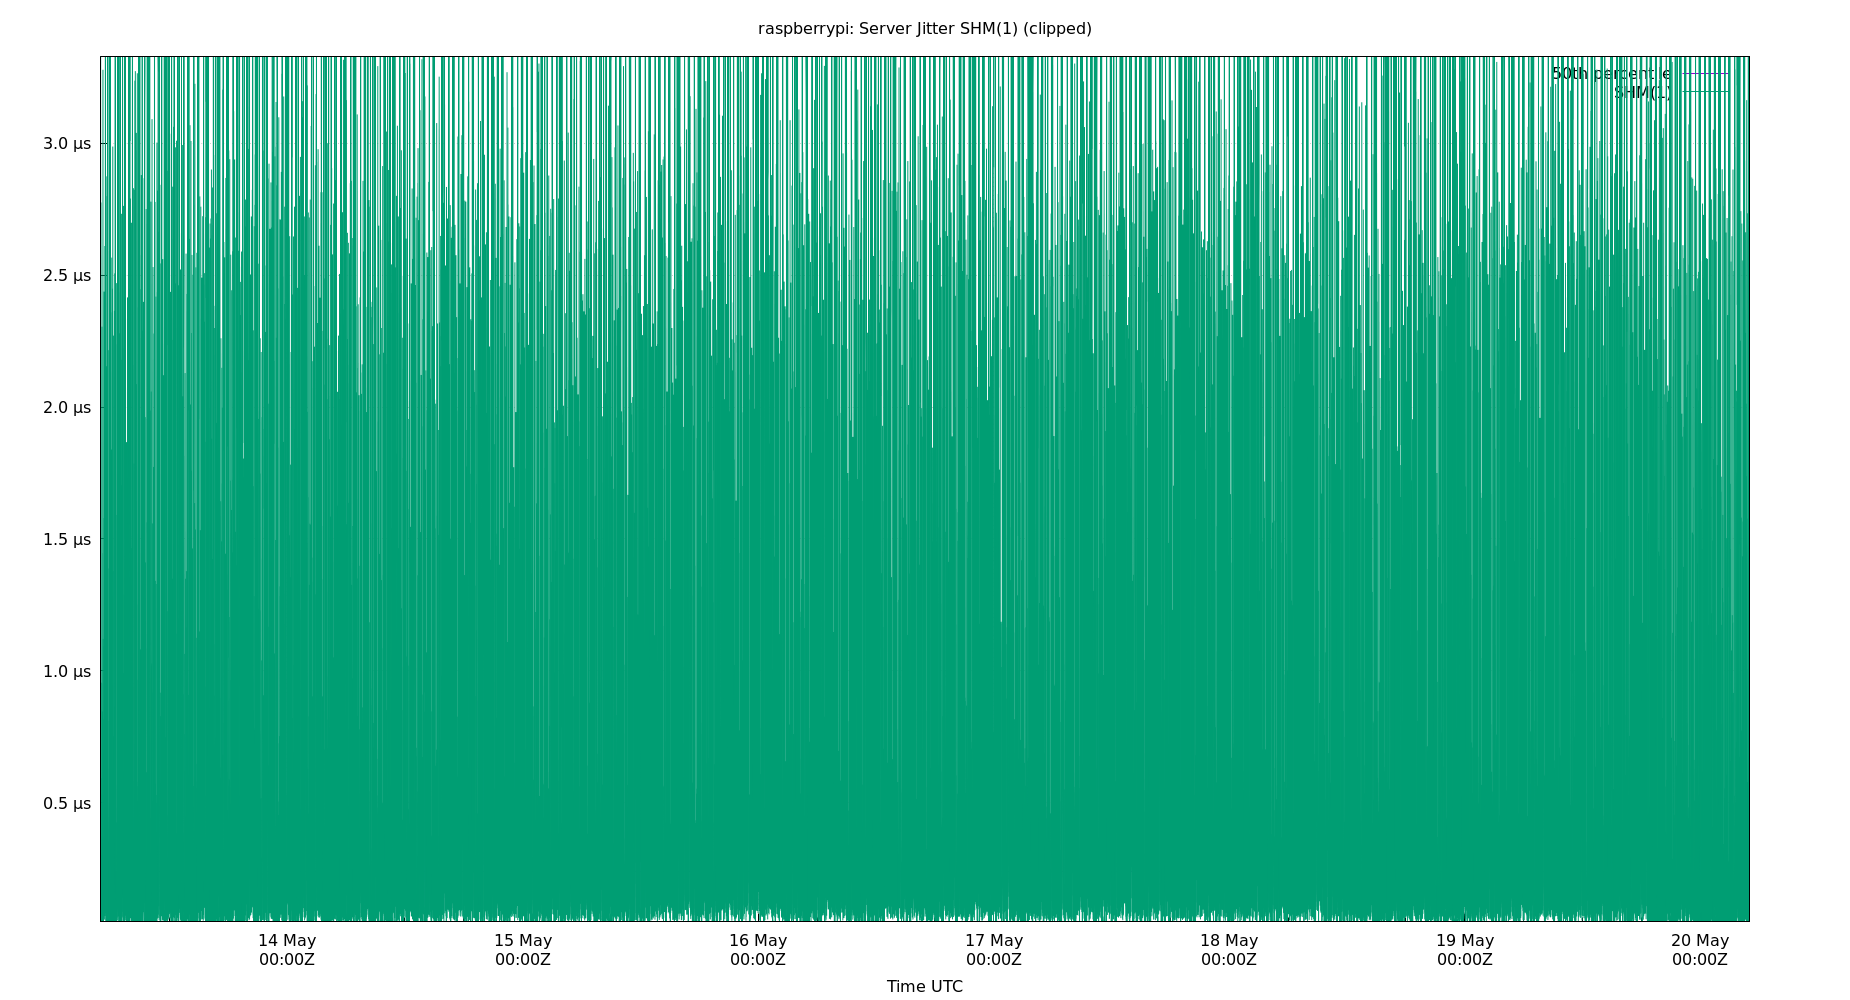 raspberrypi: Server Jitter SHM(1) (clipped)
50th percentile
SHM(1)
3.0 µs
2.5 µs
2.0 µs
1.5 µs
1.0 µs
0.5 µs
14 May 15 May 16 May 17 May 18 May 19 May 20 May
00:00Z 00:00Z 00:00Z 00:00Z 00:00Z 00:00Z 00:00Z
Time UTC